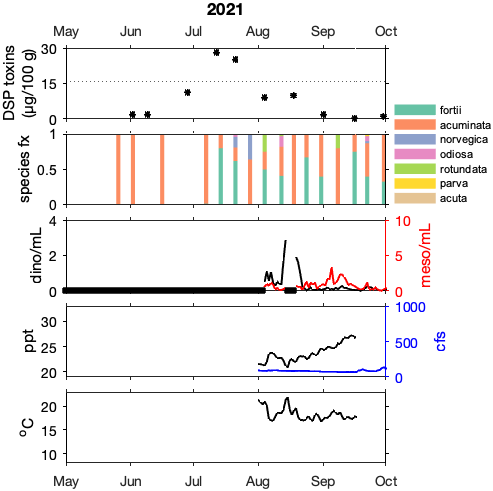 2021
May Jun Jul Aug Sep Oct
DSP toxins
(µg/100 g)
30
15
0
species fx
1
0.5
0
fortii
acuminata
norvegica
odiosa
rotundata
parva
acuta
dino/mL
4
2
0
10
5
0
meso/mL
ppt
30
25
20
1000
500
0
cfs
°C
20
15
10
May Jun Jul Aug Sep Oct